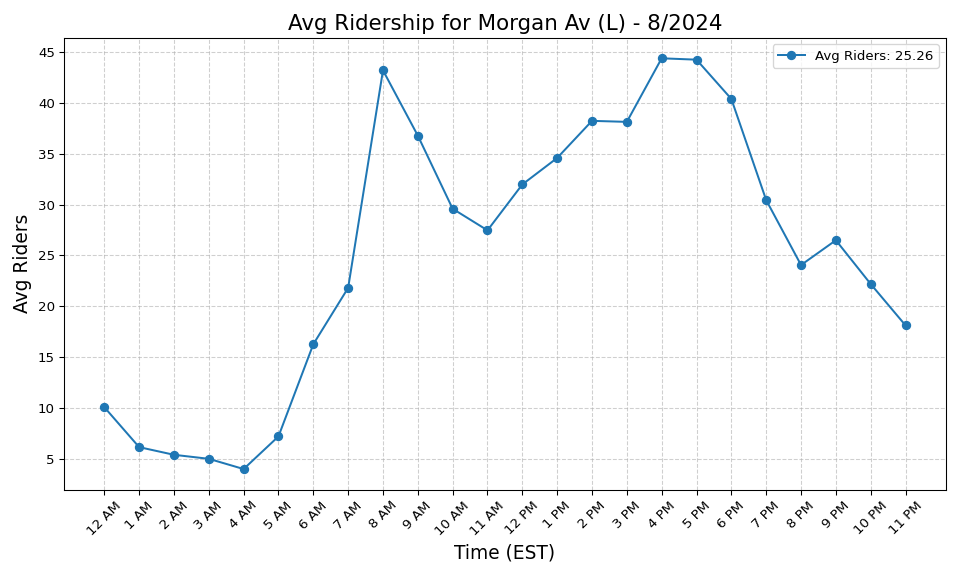 Avg Ridership for Morgan Av (L) - 8/2024
Avg Riders: 25.26
Avg Riders
45
40
35
30
25
20
15
10
5
12 AM 1 AM 2 AM 3 AM 4 AM 5 AM 6 AM 7 AM 8 AM 9 AM 10 AM 11 AM 12 PM 1 PM 2 PM 3 PM 4 PM 5 PM 6 PM 7 PM 8 PM 9 PM 10 PM 11 PM
Time (EST)